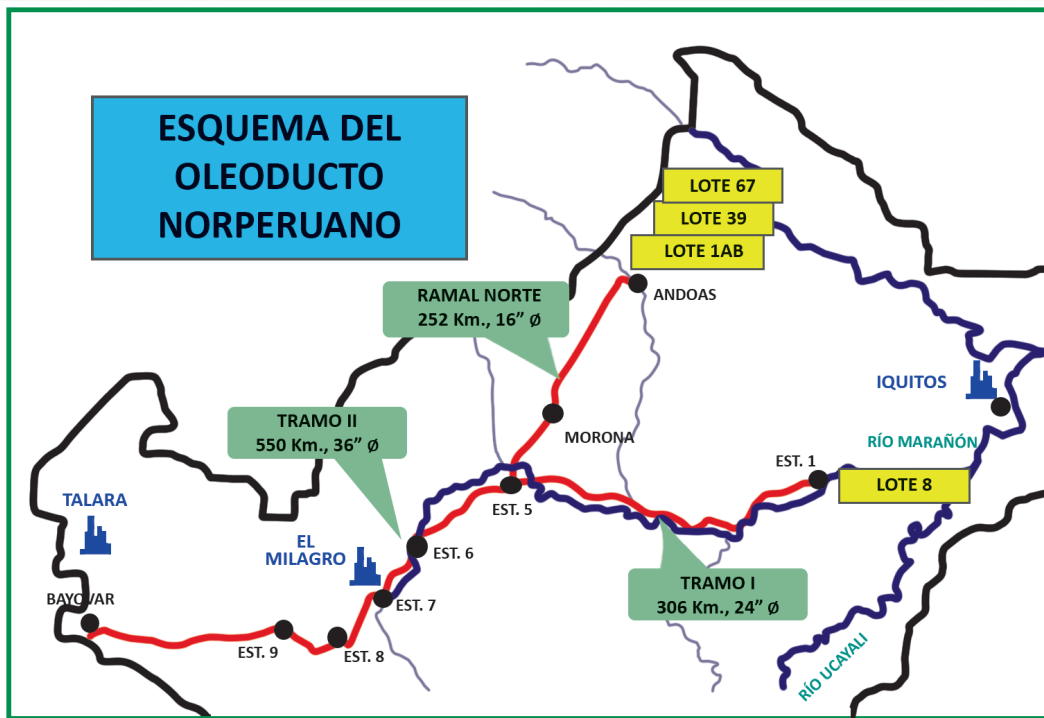 ESQUEMA DEL
OLEODUCTO
NORPERUANO
LOTE 67
LOTE 39
LOTE 1AB
ANDOAS
RAMAL NORTE
252 Km., 16” Ø
TRAMO II
550 Km., 36” Ø
MORONA
IQUITOS
RÍO MARAÑÓN
EST. 1
LOTE 8
TALARA
EST. 5
EL
MILAGRO
EST. 6
TRAMO I
306 Km., 24” Ø
BAYOVAR
EST. 7
EST. 9
EST. 8
RÍO UCAYALI